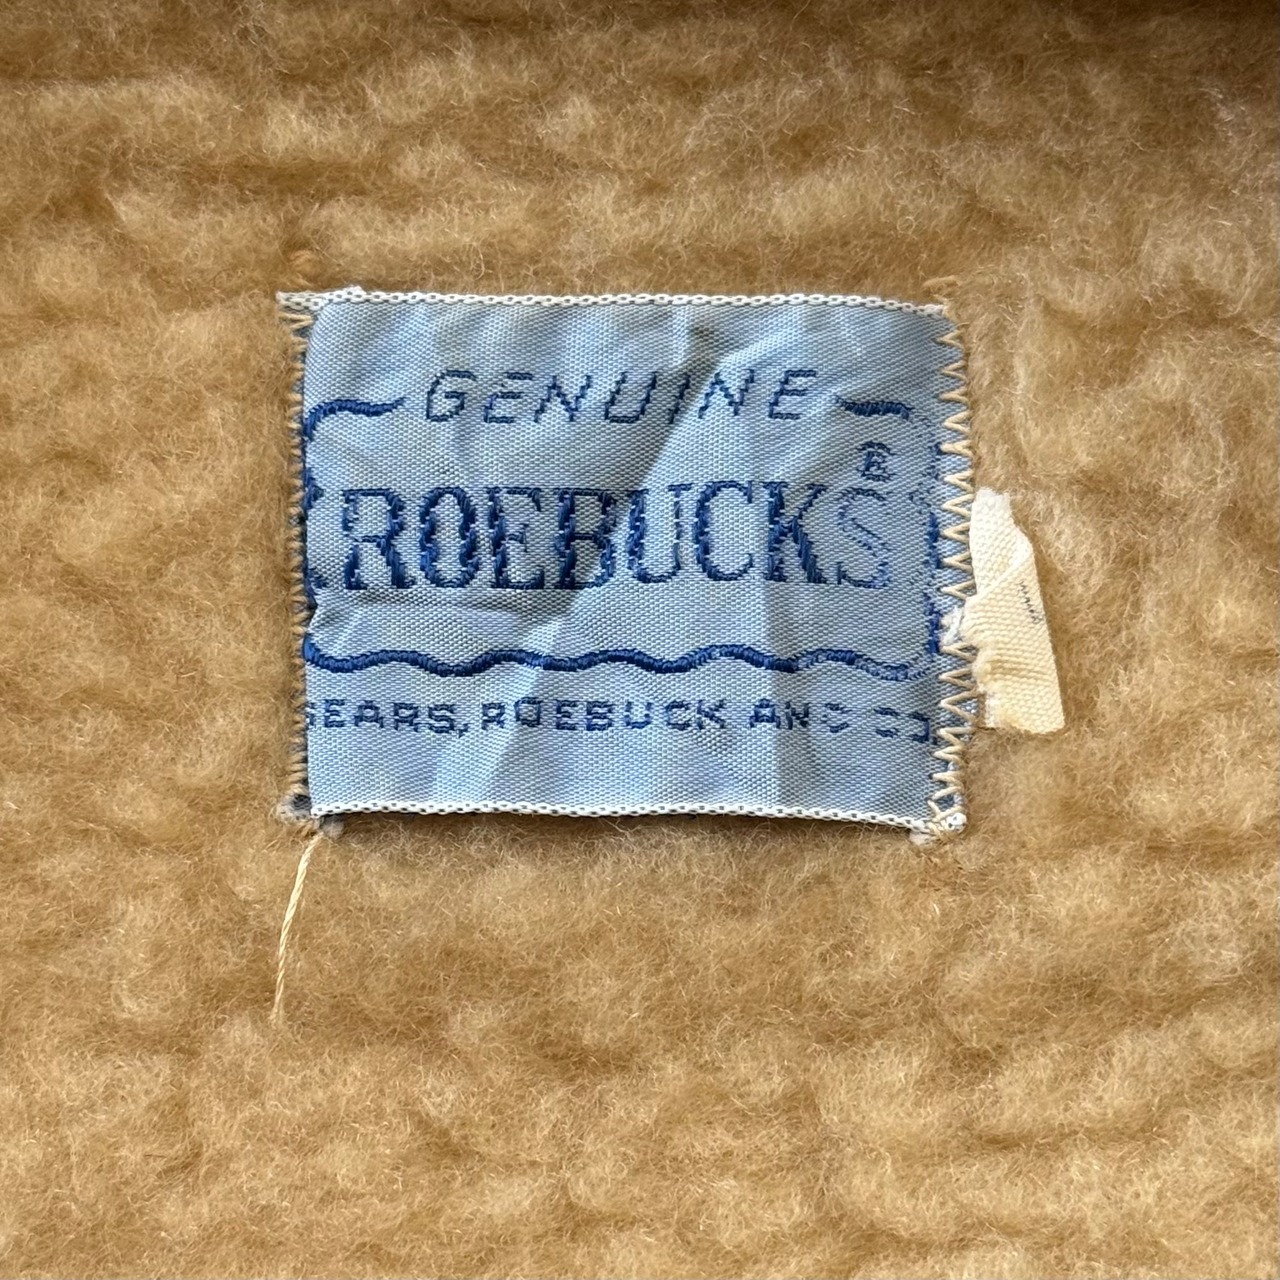 GENUINE
ROEBUCKS ®
SEARS, ROEBUCK AND CO